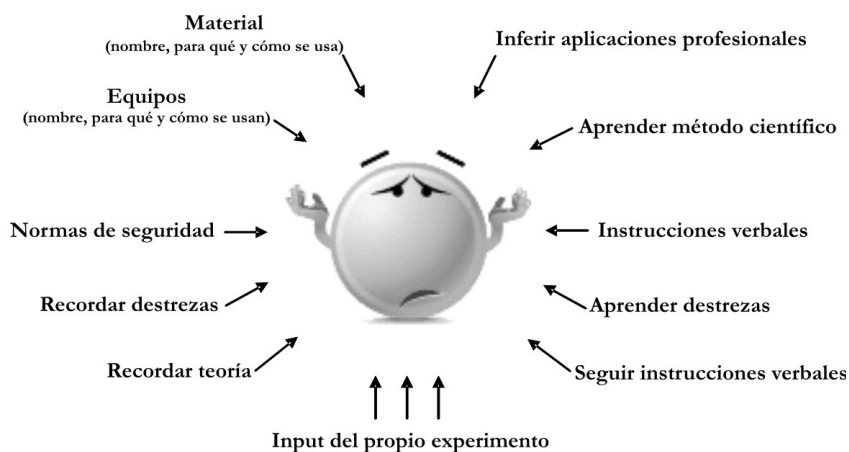 Material
(nombre, para qué y cómo se usa)
Inferir aplicaciones profesionales
Equipos
(nombre, para qué y cómo se usan)
Aprender método científico
Normas de seguridad
Instrucciones verbales
Recordar destrezas
Aprender destrezas
Recordar teoría
Seguir instrucciones verbales
Input del propio experimento